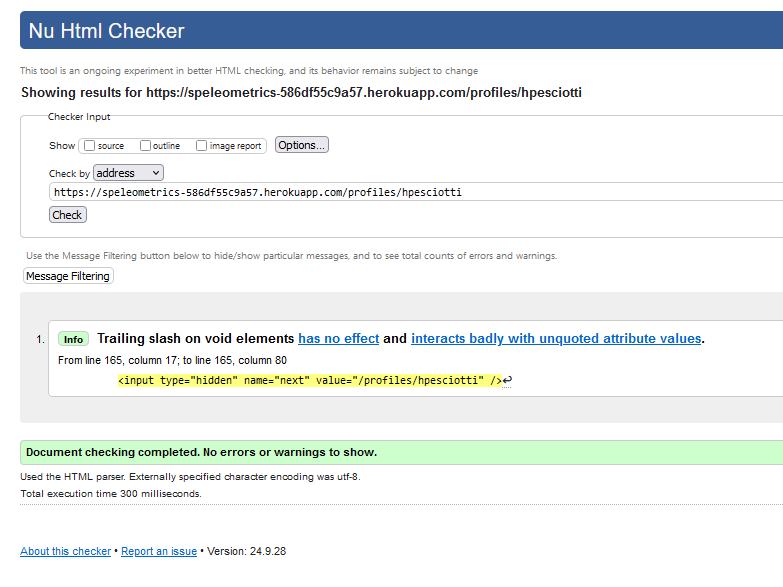 Nu Html Checker
This tool is an ongoing experiment in better HTML checking, and its behavior remains subject to change
Showing results for https://speleometrics-586df55c9a57.herokuapp.com/profiles/hpesciotti
Checker Input
Show source outline image report Options...
Check by address
https://speleometrics-586df55c9a57.herokuapp.com/profiles/hpesciotti
Check
Use the Message Filtering button below to hide/show particular messages, and to see total counts of errors and warnings.
Message Filtering
1. Info Trailing slash on void elements has no effect and interacts badly with unquoted attribute values.
From line 165, column 17; to line 165, column 80
<input type="hidden" name="next" value="/profiles/hpesciotti" />↩
Document checking completed. No errors or warnings to show.
Used the HTML parser. Externally specified character encoding was utf-8.
Total execution time 300 milliseconds.
About this checker • Report an issue • Version: 24.9.28